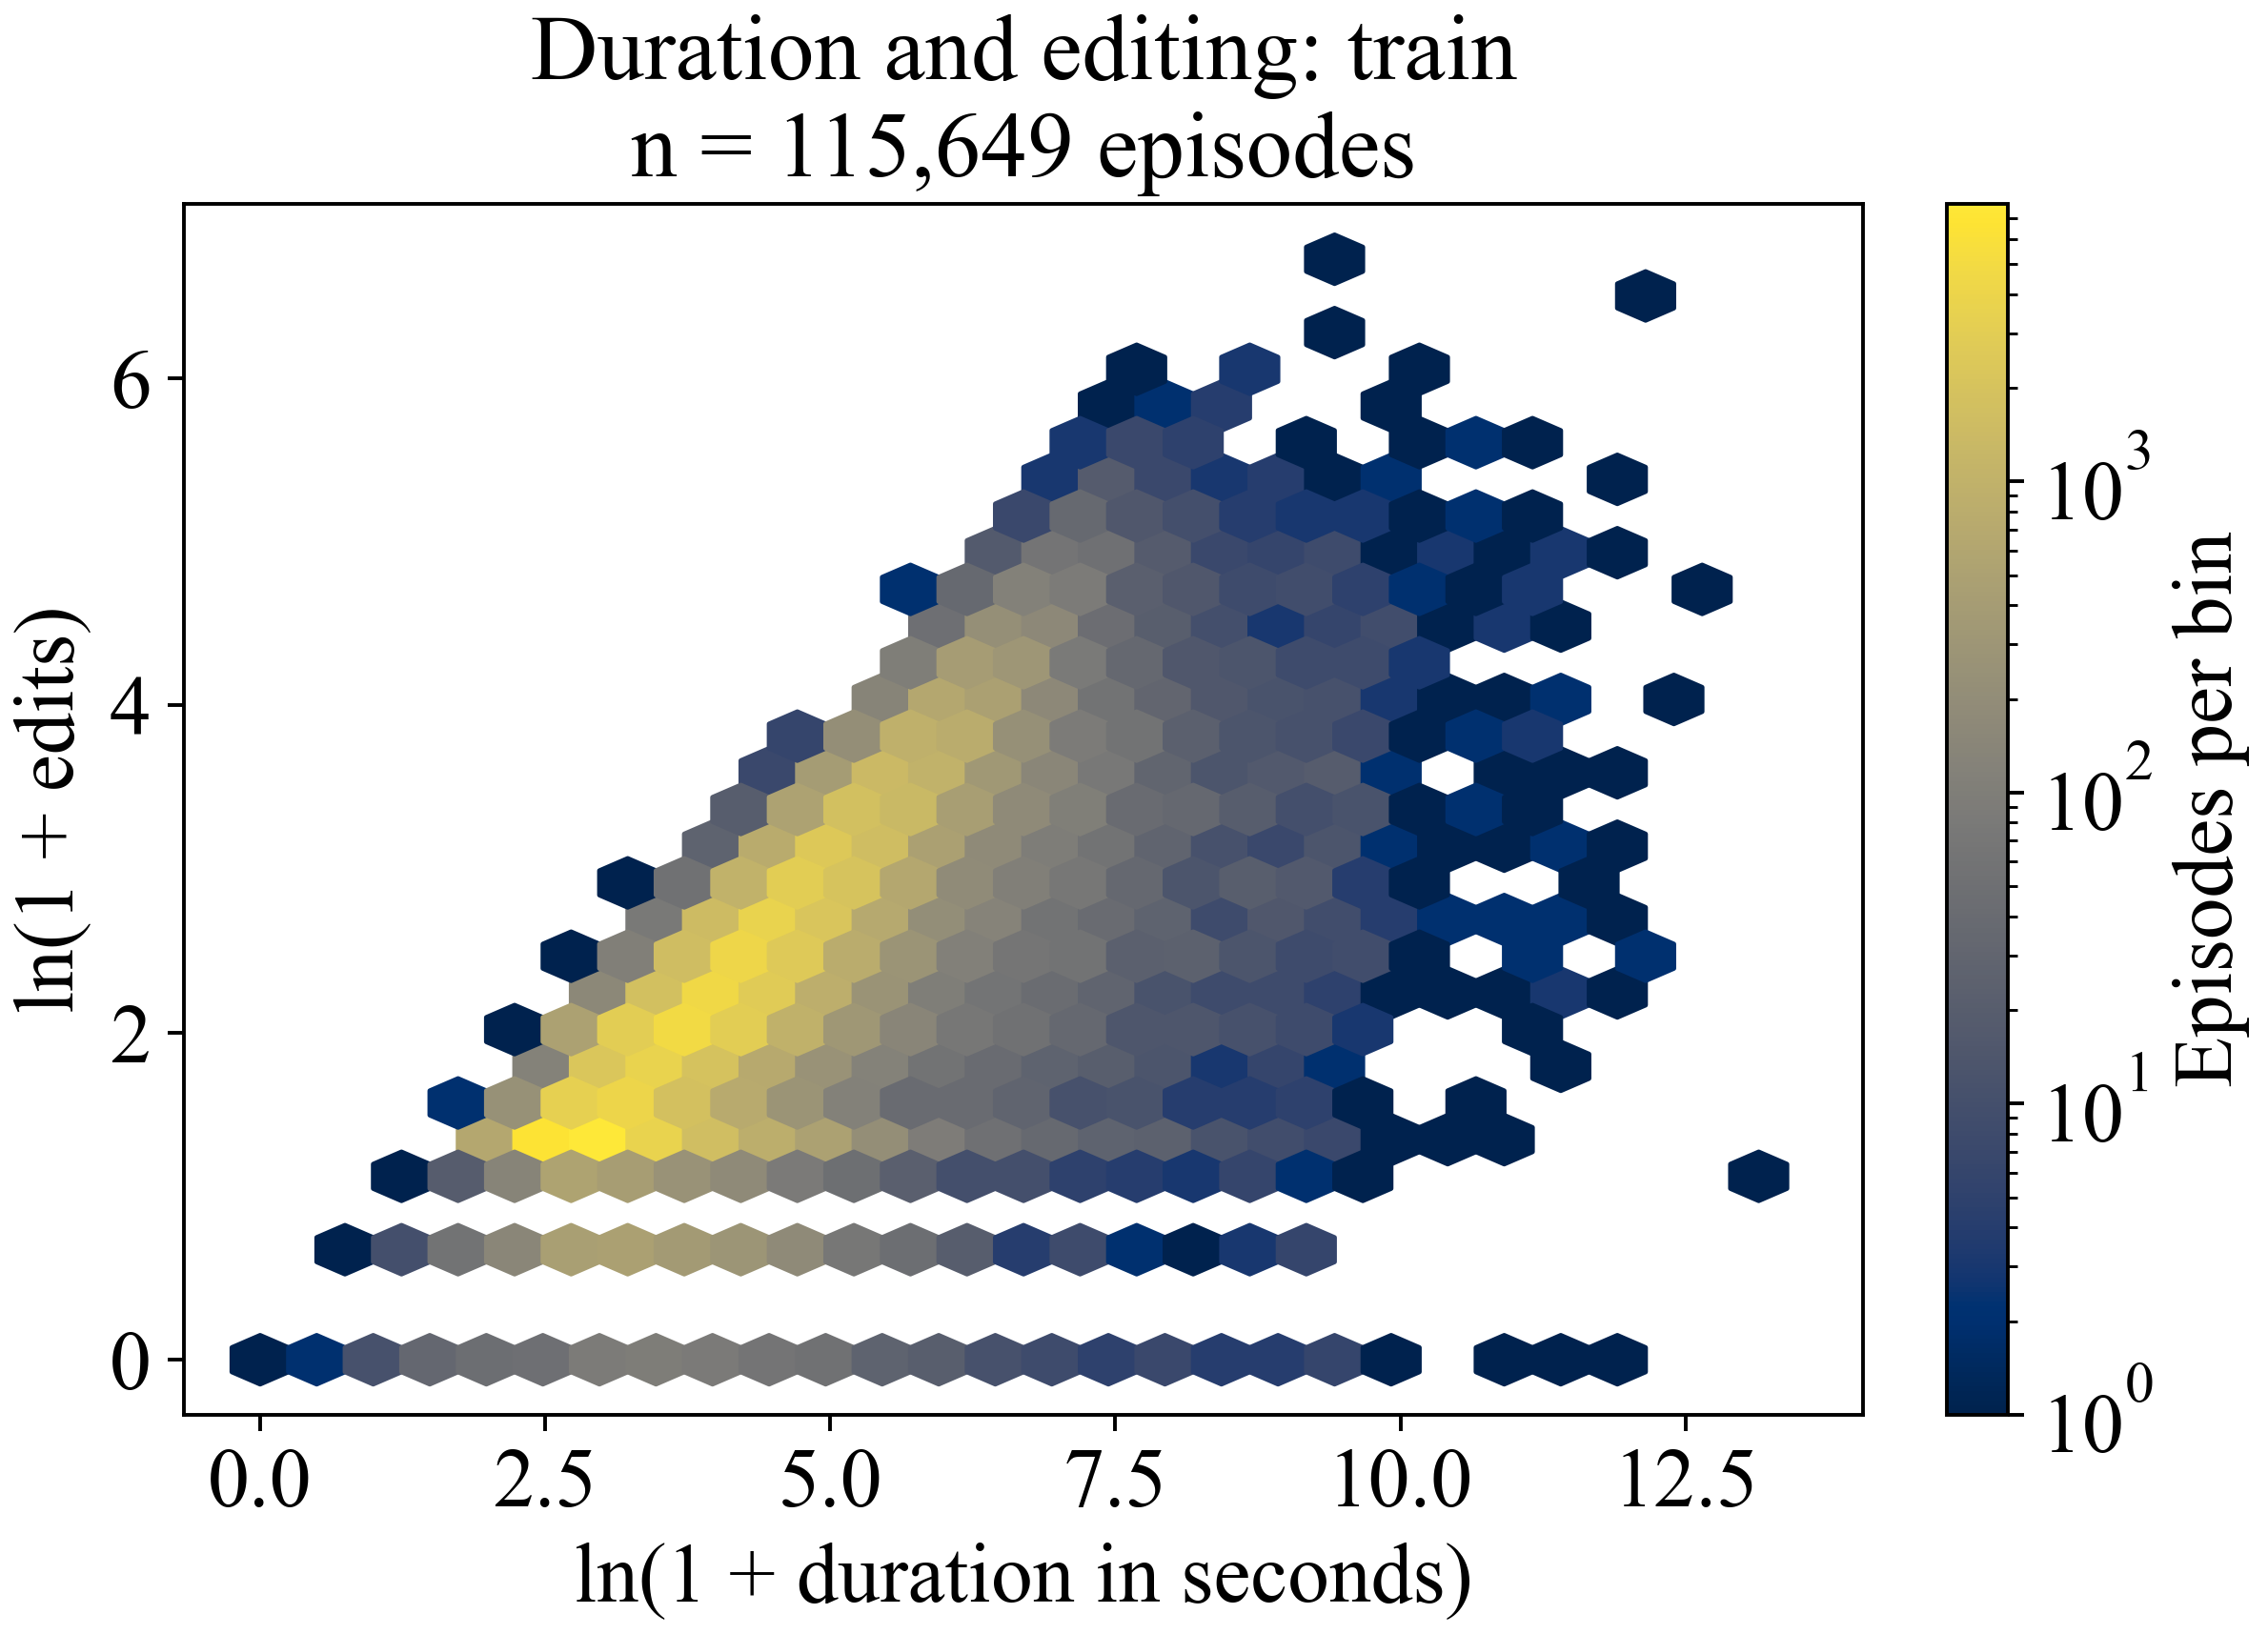 Duration and editing: train
n = 115,649 episodes
ln(1 + edits)
6
4
2
0
0.0 2.5 5.0 7.5 10.0 12.5
ln(1 + duration in seconds)
10^3
10^2
10^1
10^0
Episodes per bin